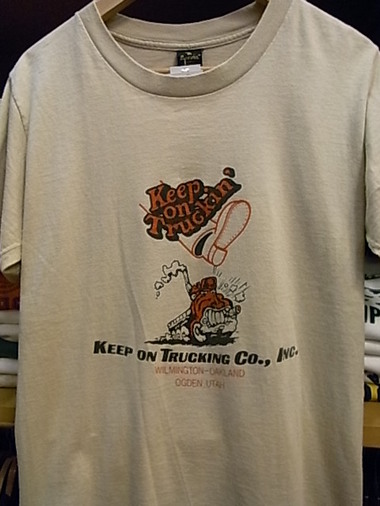 Keep
on
Truckin'
KEEP ON TRUCKING CO., INC.
WILMINGTON-OAKLAND
OGDEN UTAH